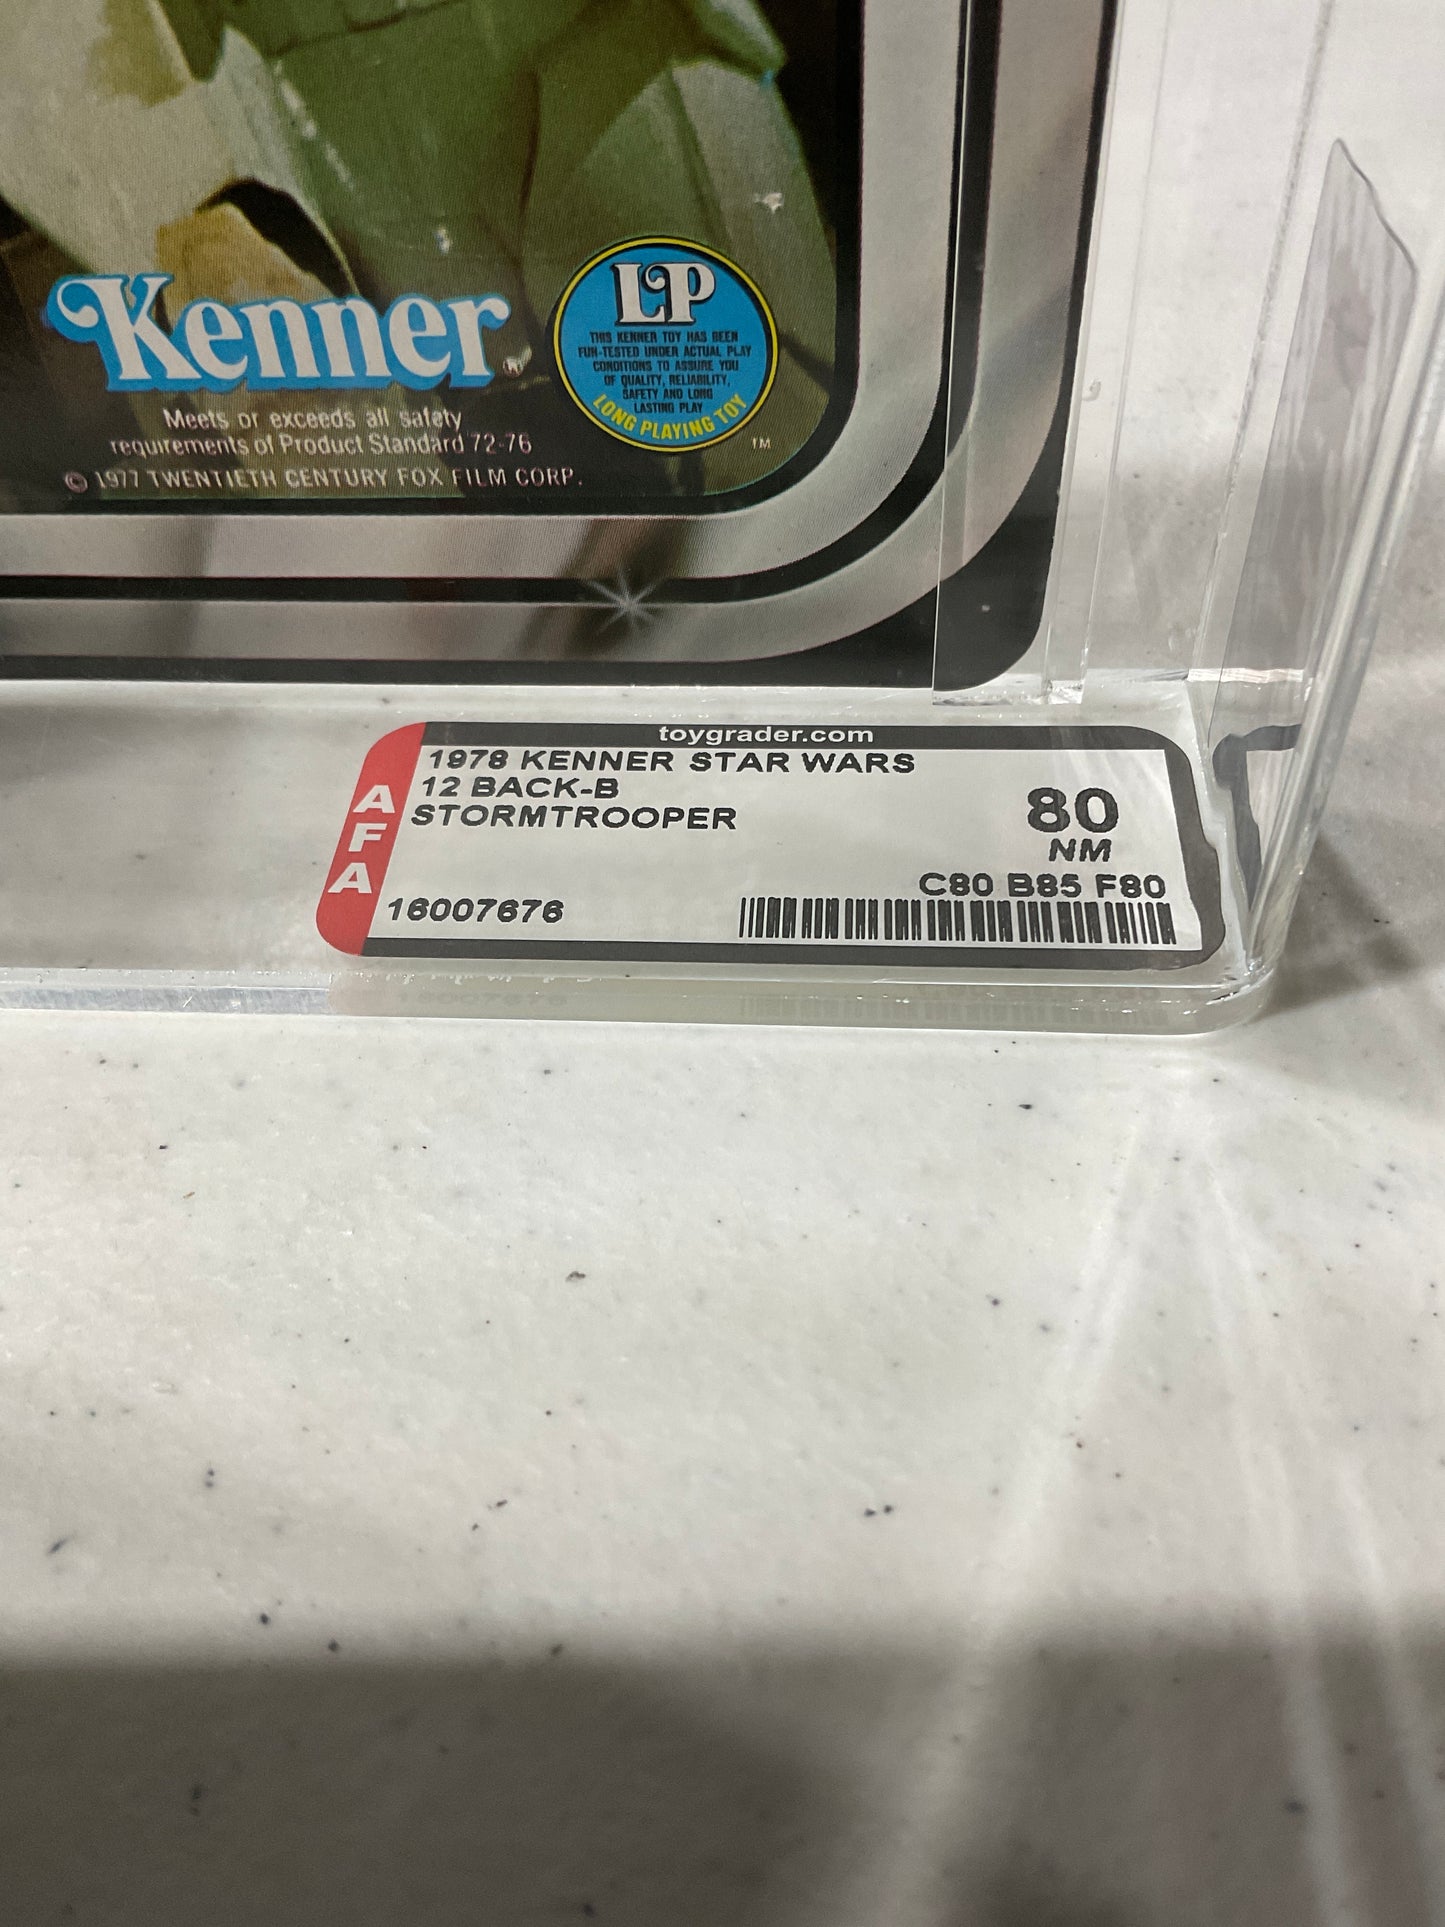 Kenner
LP
THIS KENNER TOY HAS BEEN
FUN-TESTED UNDER ACTUAL PLAY
CONDITIONS TO ASSURE YOU
OF QUALITY, RELIABILITY,
SAFETY AND LONG
LASTING PLAY
LONG PLAYING TOY
TM
Meets or exceeds all safety
requirements of Product Standard 72-76
© 1977 TWENTIETH CENTURY FOX FILM CORP.
toygrader.com
AFA
1978 KENNER STAR WARS
12 BACK-B
STORMTROOPER
80
NM
C80 B85 F80
16007676